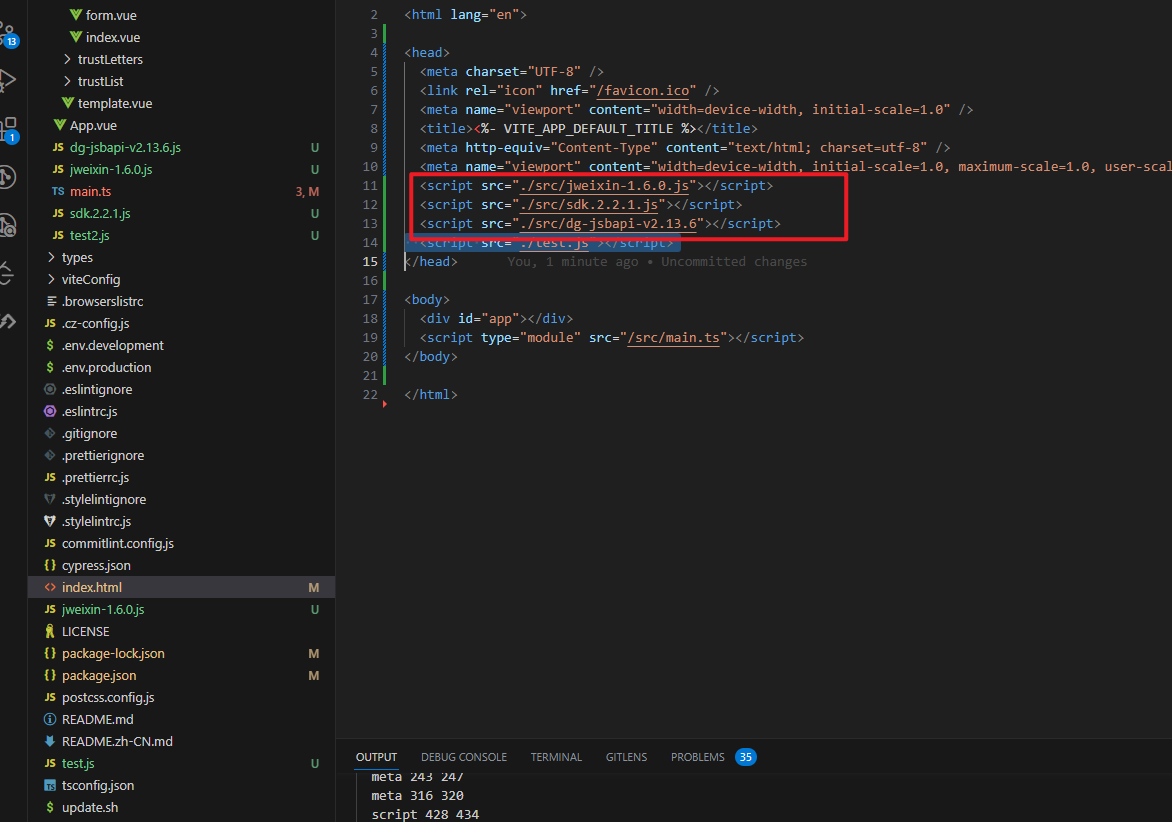 form.vue
index.vue
trustLetters
trustList
template.vue
App.vue
JS dg-jsbapi-v2.13.6.js U
JS jweixin-1.6.0.js U
TS main.ts 3, M
JS sdk.2.2.1.js U
JS test2.js U
types
viteConfig
.browserslistrc
JS .cz-config.js
$ .env.development
$ .env.production
.eslintignore
.eslintrc.js
.gitignore
.prettierignore
JS .prettierrc.js
.stylelintignore
.stylelintrc.js
JS commitlint.config.js
{} cypress.json
<> index.html M
JS jweixin-1.6.0.js U
LICENSE
{} package-lock.json M
{} package.json M
JS postcss.config.js
README.md
README.zh-CN.md
JS test.js U
TS tsconfig.json
$ update.sh
13
1
2 <html lang="en">
3
4 <head>
5 <meta charset="UTF-8" />
6 <link rel="icon" href="/favicon.ico" />
7 <meta name="viewport" content="width=device-width, initial-scale=1.0" />
8 <title><%- VITE_APP_DEFAULT_TITLE %></title>
9 <meta http-equiv="Content-Type" content="text/html; charset=utf-8" />
10 <meta name="viewport" content="width=device-width, initial-scale=1.0, maximum-scale=1.0, user-scal
11 <script src="./src/jweixin-1.6.0.js"></script>
12 <script src="./src/sdk.2.2.1.js"></script>
13 <script src="./src/dg-jsbapi-v2.13.6"></script>
14 <script src="./test.js"></script>
15 </head> You, 1 minute ago • Uncommitted changes
16
17 <body>
18 <div id="app"></div>
19 <script type="module" src="/src/main.ts"></script>
20 </body>
21
22 </html>
OUTPUT DEBUG CONSOLE TERMINAL GITLENS PROBLEMS 35
meta 243 247
meta 316 320
script 428 434